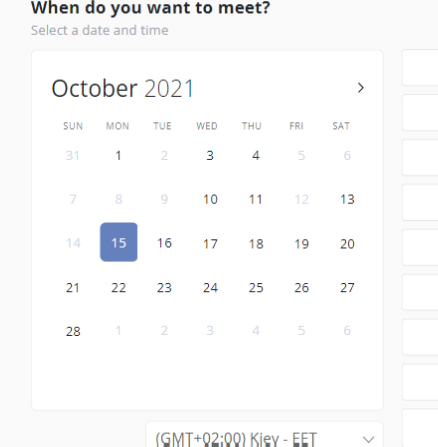 When do you want to meet?
Select a date and time
October 2021
SUN MON TUE WED THU FRI SAT
31 1 2 3 4 5 6
7 8 9 10 11 12 13
14 15 16 17 18 19 20
21 22 23 24 25 26 27
28 1 2 3 4 5 6
(GMT+02:00) Kiev - EET